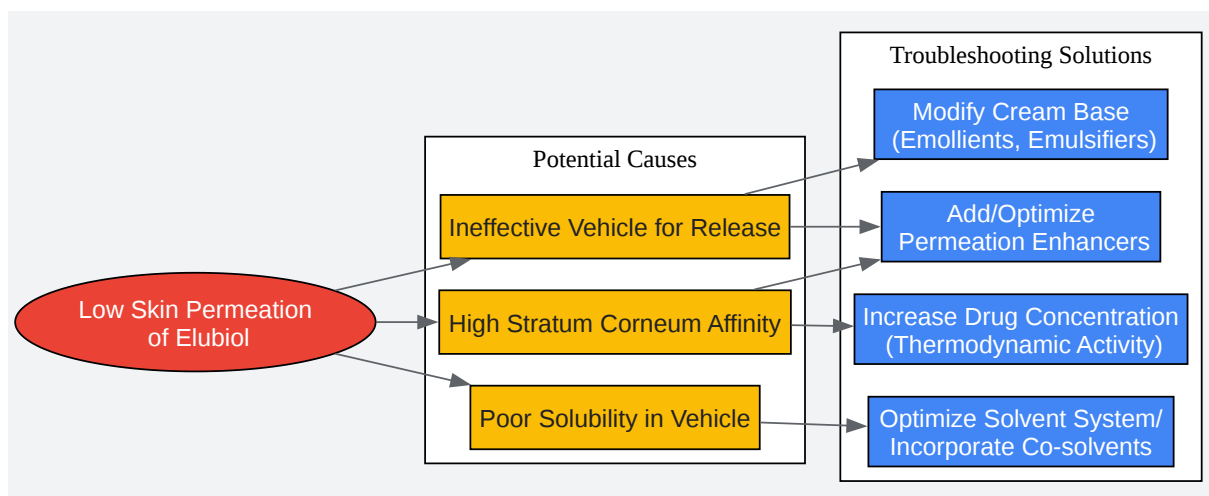 Low Skin Permeation
of Elubiol
Potential Causes
Ineffective Vehicle for Release
High Stratum Corneum Affinity
Poor Solubility in Vehicle
Troubleshooting Solutions
Modify Cream Base
(Emollients, Emulsifiers)
Add/Optimize
Permeation Enhancers
Increase Drug Concentration
(Thermodynamic Activity)
Optimize Solvent System/
Incorporate Co-solvents